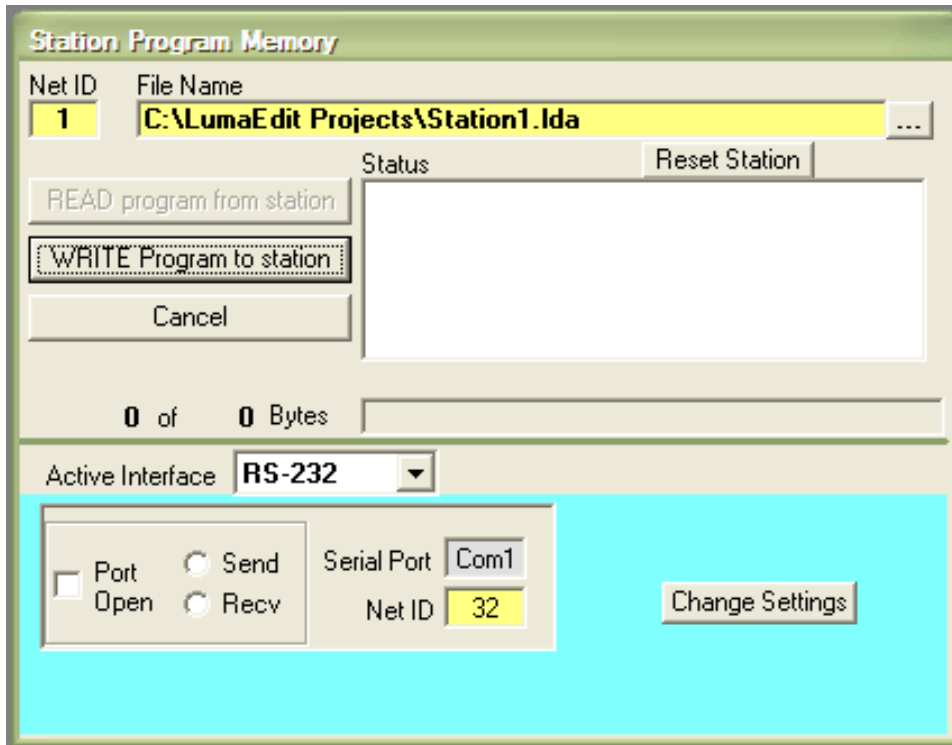 Station Program Memory
Net ID File Name
1 C:\LumaEdit Projects\Station1.lda ...
Status Reset Station
READ program from station
WRITE Program to station
Cancel
0 of 0 Bytes
Active Interface RS-232
Port Open Send Serial Port Com1
Recv Net ID 32
Change Settings